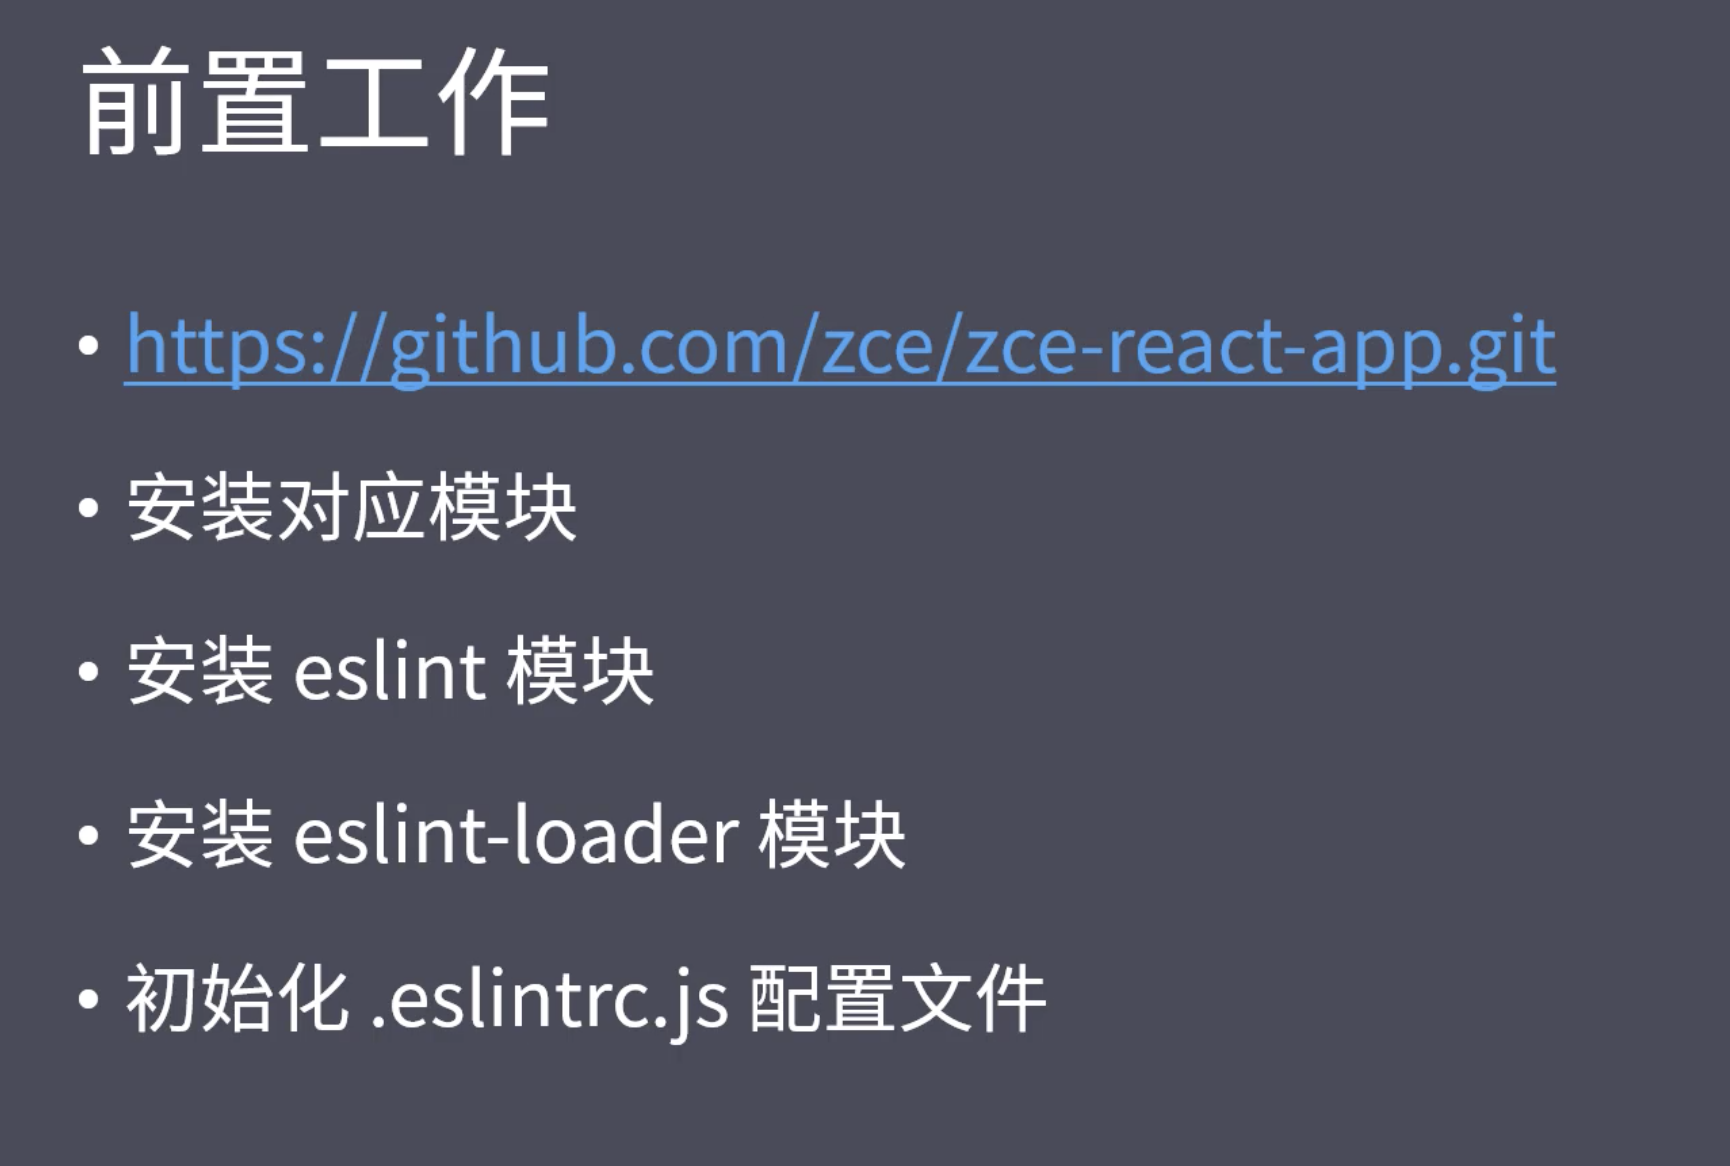 前置工作
• https://github.com/zce/zce-react-app.git
• 安装对应模块
• 安装 eslint 模块
• 安装 eslint-loader 模块
• 初始化 .eslintrc.js 配置文件